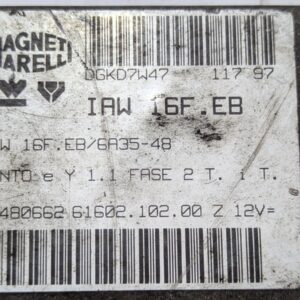 MAGNETI
MARELLI
DGKD7W47 117 97
IAW 16F.EB
W 16F.EB/6A35-48
NTO e Y 1.1 FASE 2 T. i T.
480662 61602.102.00 Z 12V=